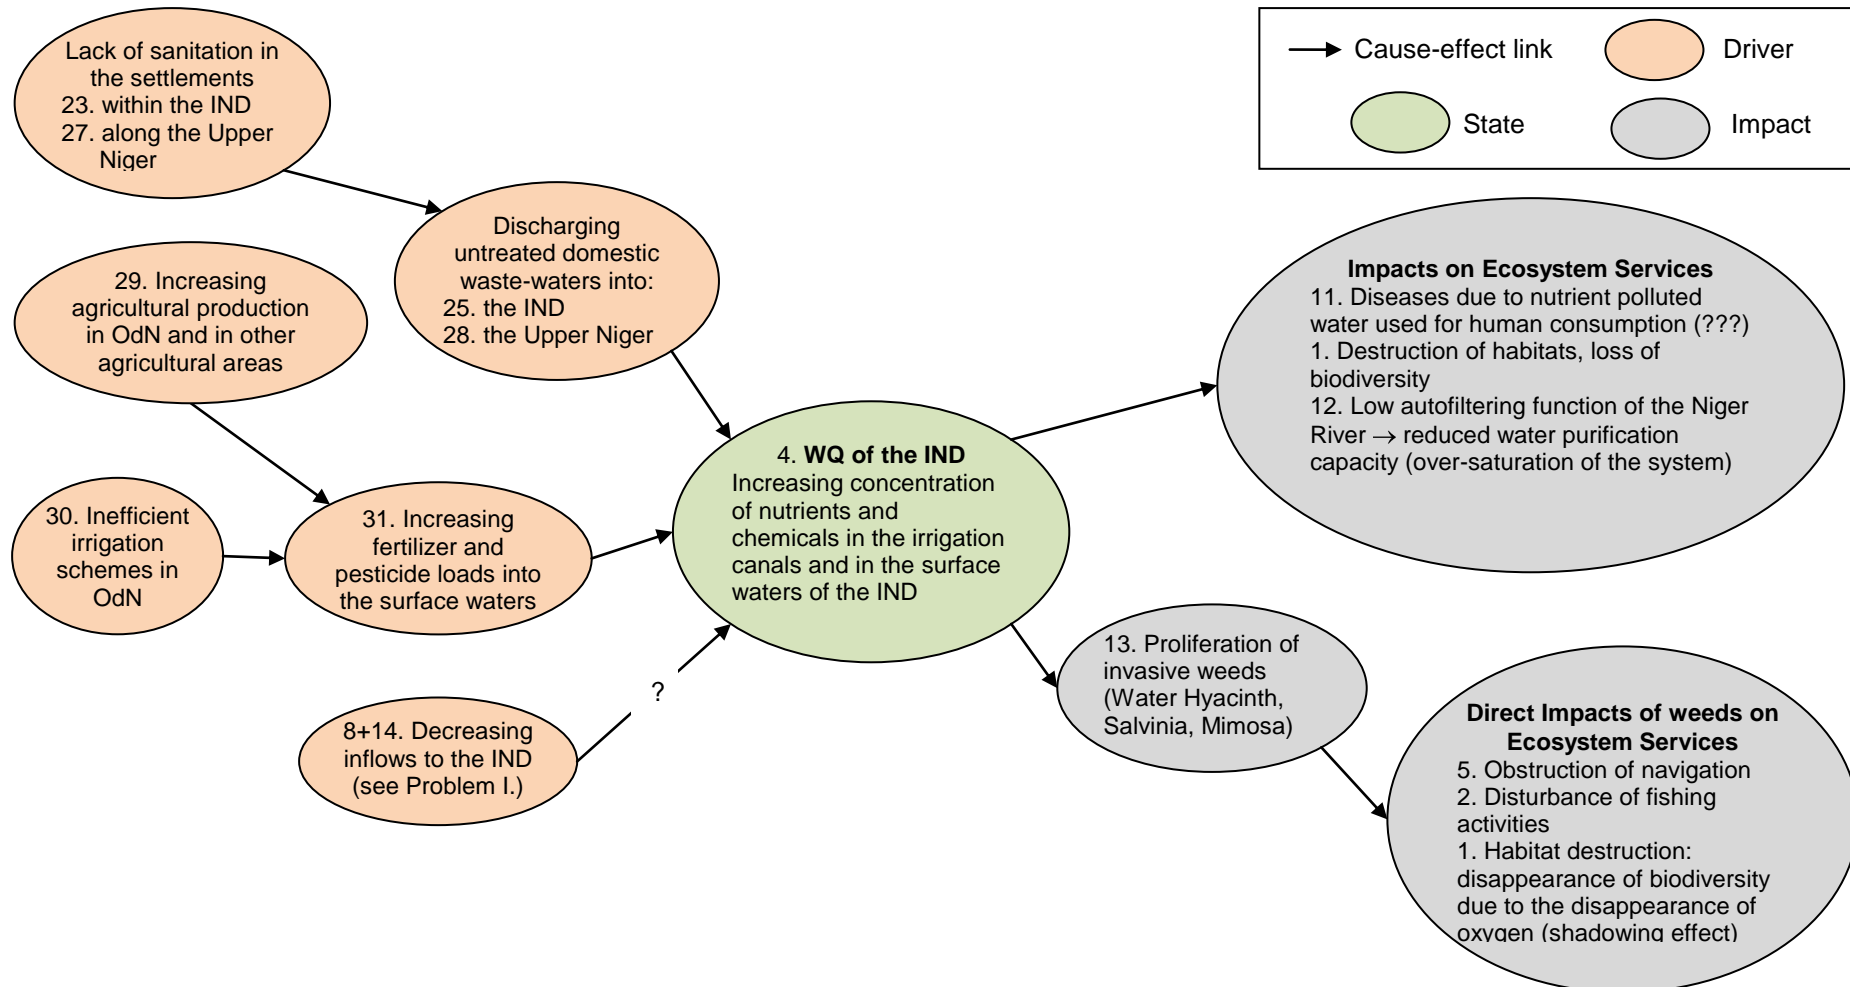 Lack of sanitation in
the settlements
23. within the IND
27. along the Upper
Niger
Cause-effect link
Driver
State
Impact
Discharging
untreated domestic
waste-waters into:
25. the IND
28. the Upper Niger
29. Increasing
agricultural production
in OdN and in other
agricultural areas
Impacts on Ecosystem Services
11. Diseases due to nutrient polluted
water used for human consumption (???)
1. Destruction of habitats, loss of
biodiversity
12. Low autofiltering function of the Niger
River → reduced water purification
capacity (over-saturation of the system)
4. WQ of the IND
Increasing concentration
of nutrients and
chemicals in the irrigation
canals and in the surface
waters of the IND
30. Inefficient
irrigation
schemes in
OdN
31. Increasing
fertilizer and
pesticide loads into
the surface waters
?
8+14. Decreasing
inflows to the IND
(see Problem I.)
13. Proliferation of
invasive weeds
(Water Hyacinth,
Salvinia, Mimosa)
Direct Impacts of weeds on
Ecosystem Services
5. Obstruction of navigation
2. Disturbance of fishing
activities
1. Habitat destruction:
disappearance of biodiversity
due to the disappearance of
oxygen (shadowing effect)